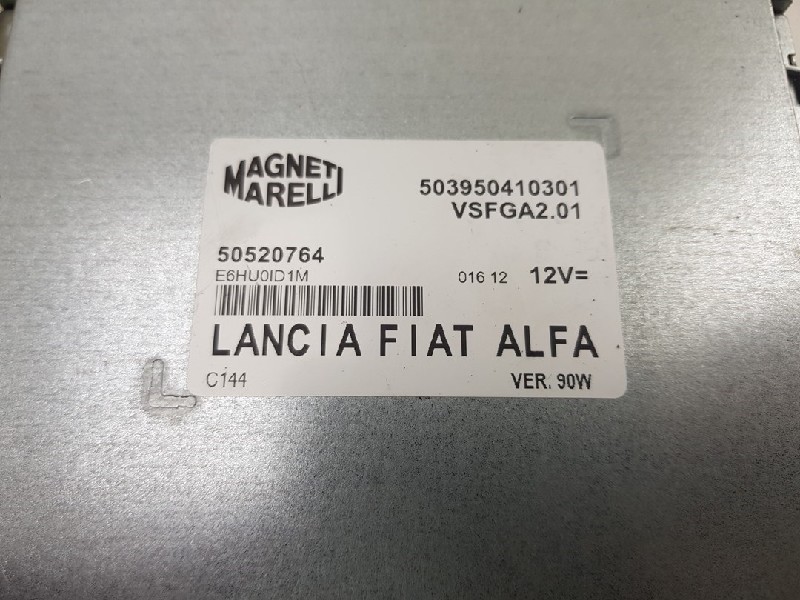 MAGNETI
MARELLI
503950410301
VSFGA2.01
50520764
E6HU0ID1M
016 12 12V=
LANCIA FIAT ALFA
C144
VER. 90W